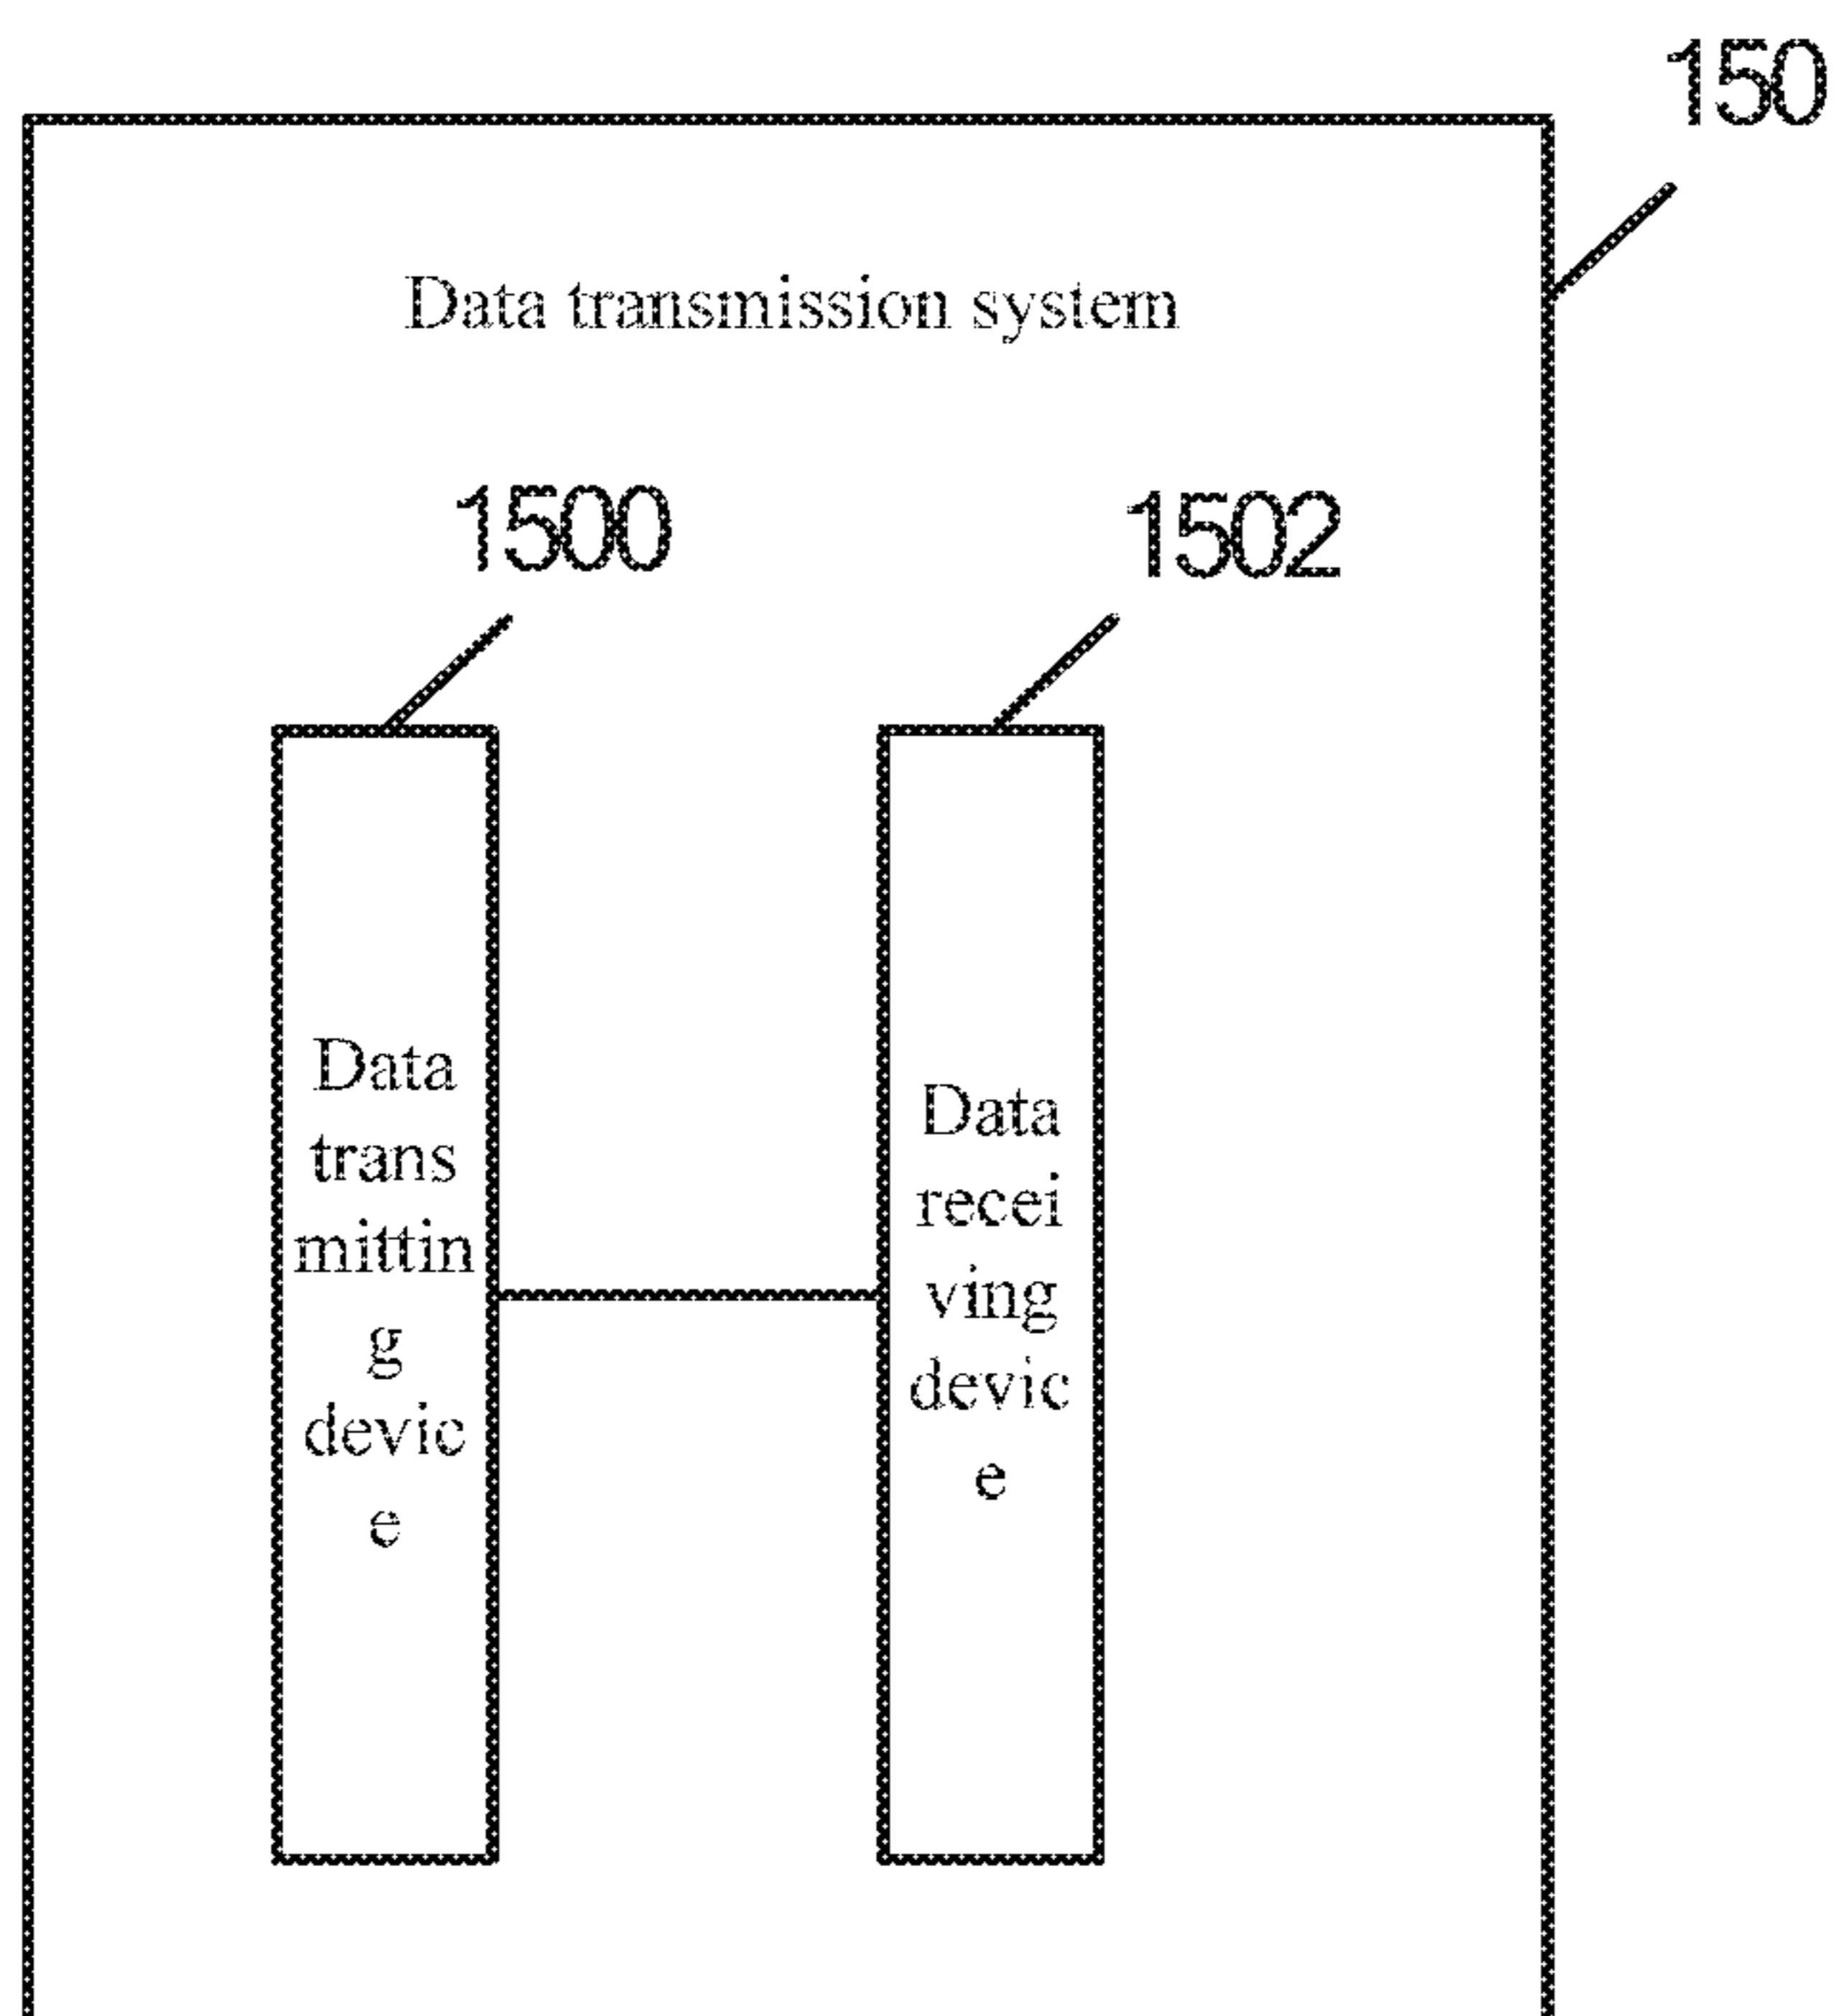 150
Data transmission system
1500
1502
Data
trans
mittin
g
devic
e
Data
recei
ving
devic
e